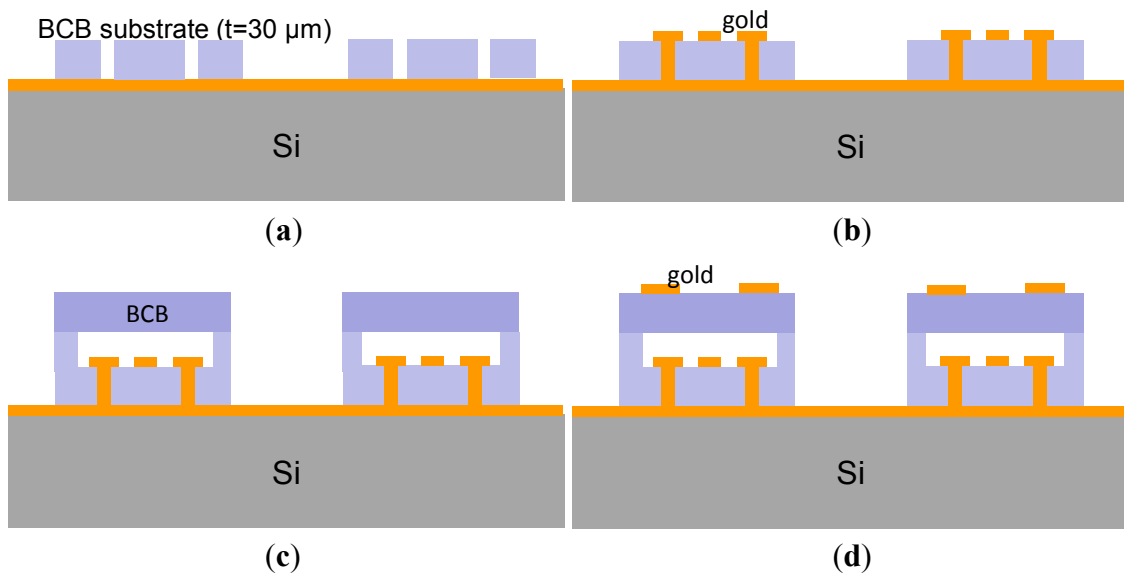 BCB substrate (t=30 µm)
Si
(a)
gold
Si
(b)
BCB
Si
(c)
gold
Si
(d)